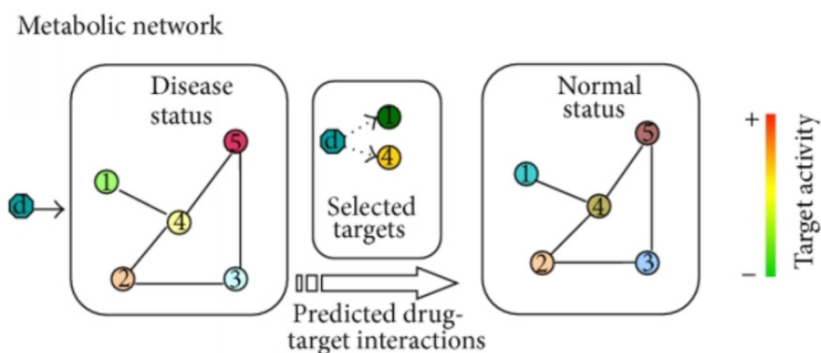 Metabolic network
Disease
status
1
5
4
2
3
d
d
1
4
Selected
targets
Predicted drug-
target interactions
Normal
status
5
1
4
2
3
+
−
Target activity